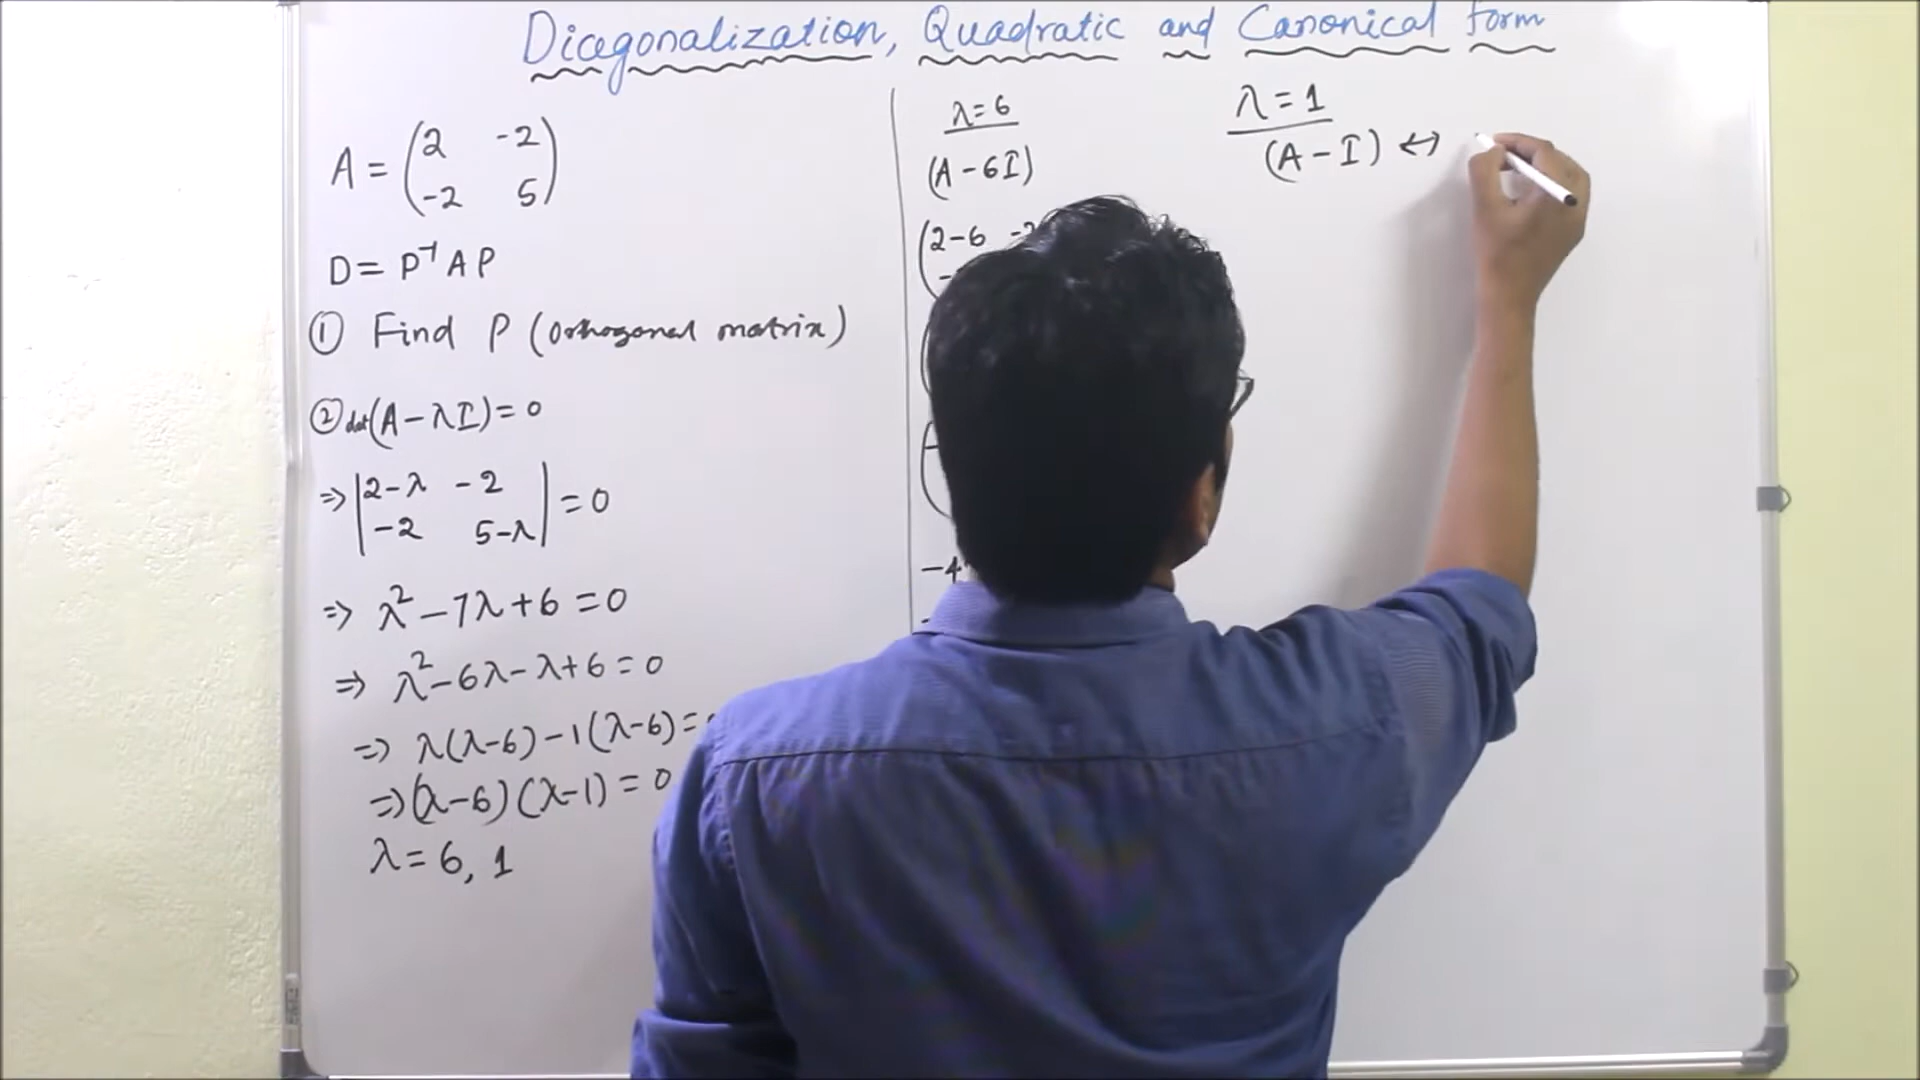 Diagonalization, Quadratic and Canonical form
A = (2 -2
-2 5)
D = P⁻¹ A P
① Find P (Orthogonal matrix)
② det(A - λI) = 0
⇒ |2-λ -2
-2 5-λ| = 0
⇒ λ² - 7λ + 6 = 0
⇒ λ² - 6λ - λ + 6 = 0
⇒ λ(λ-6) - 1(λ-6) =
⇒ (λ-6)(λ-1) = 0
λ = 6, 1
λ = 6
(A - 6I)
(2-6 -2
-4
λ = 1
(A - I) ↔